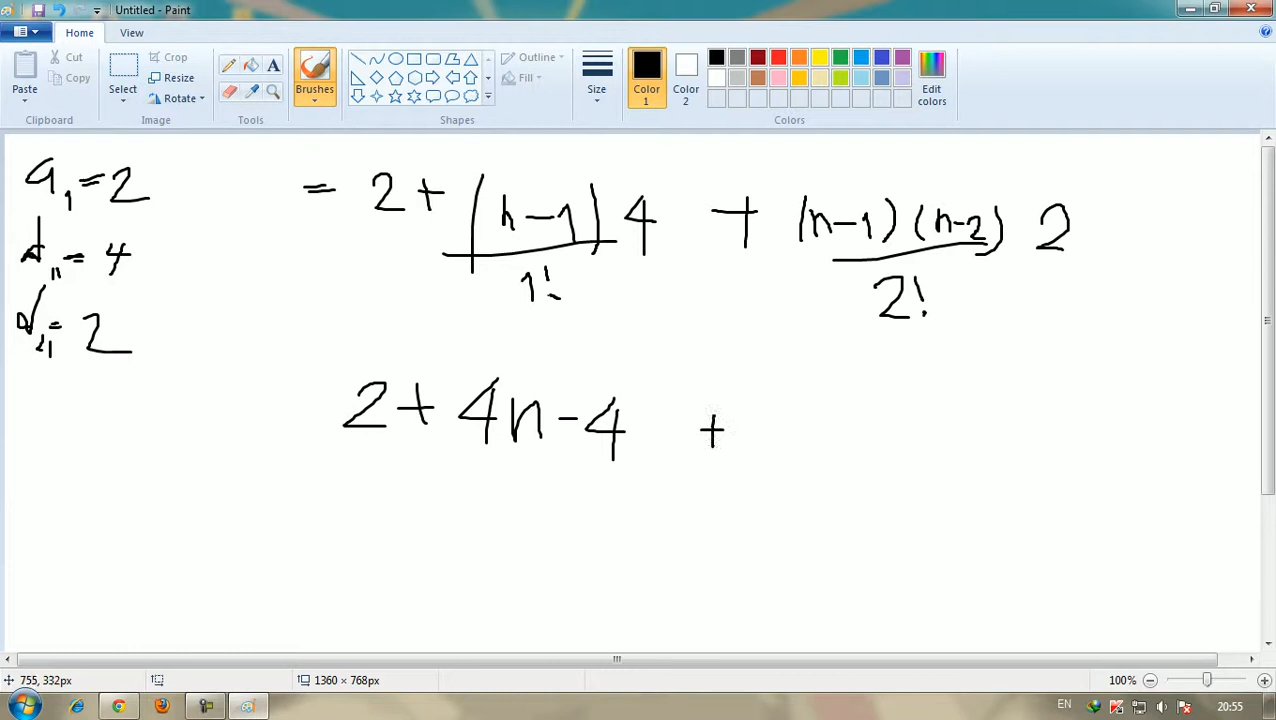 Untitled - Paint
Home View
Paste
Cut
Copy
Clipboard
Select
Crop
Resize
Rotate
Image
Tools
Brushes
Outline
Fill
Shapes
Size
Color 1
Color 2
Edit colors
Colors
a₁ = 2
= 2 + (n-1) 4 / 1! + (n-1)(n-2) 2 / 2!
= 4
= 2
2 + 4n - 4 +
755, 332px
1360 × 768px
100%
EN
20:55